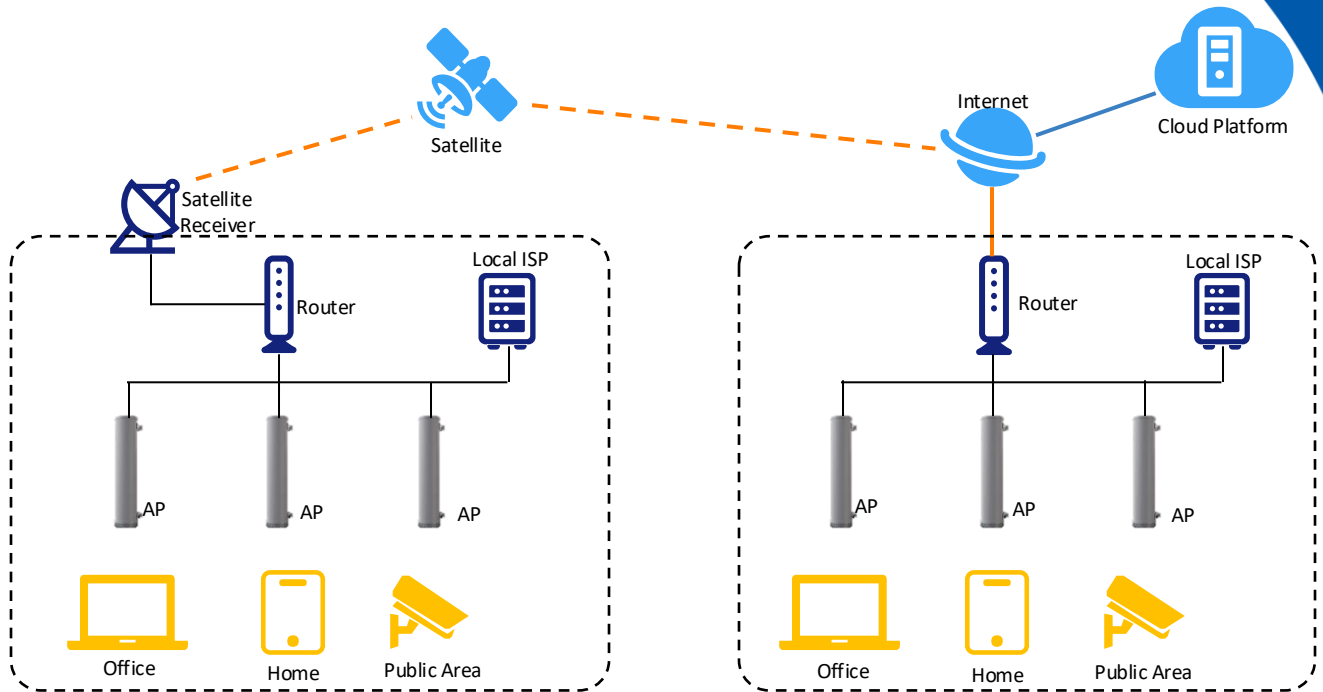 Satellite
Internet
Cloud Platform
Satellite
Receiver
Local ISP
Router
AP
AP
AP
Office
Home
Public Area
Local ISP
Router
AP
AP
AP
Office
Home
Public Area